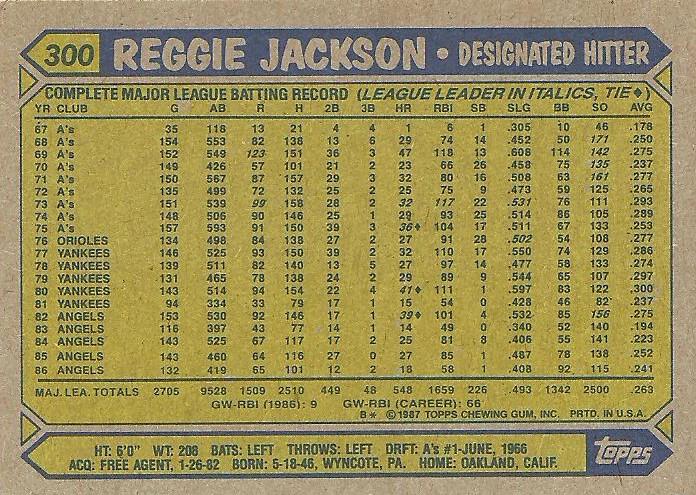 300 REGGIE JACKSON • DESIGNATED HITTER
COMPLETE MAJOR LEAGUE BATTING RECORD (LEAGUE LEADER IN ITALICS, TIE♦)
YR CLUB G AB R H 2B 3B HR RBI SB SLG BB SO AVG
67 A's 35 118 13 21 4 4 1 6 1 .305 10 46 .178
68 A's 154 553 82 138 13 6 29 74 14 .452 50 171 .250
69 A's 152 549 123 151 36 3 47 118 13 .608 114 142 .275
70 A's 149 426 57 101 21 2 23 66 26 .458 75 135 .237
71 A's 150 567 87 157 29 3 32 80 16 .508 63 161 .277
72 A's 135 499 72 132 25 2 25 75 9 .473 59 125 .265
73 A's 151 539 99 158 28 2 32 117 22 .531 76 111 .293
74 A's 148 506 90 146 25 1 29 93 25 .514 86 105 .289
75 A's 157 593 91 150 39 3 36♦ 104 17 .511 67 133 .253
76 ORIOLES 134 498 84 138 27 2 27 91 28 .502 54 108 .277
77 YANKEES 146 525 93 150 39 2 32 110 17 .550 74 129 .286
78 YANKEES 139 511 82 140 13 5 27 97 14 .477 58 133 .274
79 YANKEES 131 465 78 138 24 2 29 89 9 .544 65 107 .297
80 YANKEES 143 514 94 154 22 4 41♦ 111 1 .597 83 122 .300
81 YANKEES 94 334 33 79 17 1 15 54 0 .428 46 82 .237
82 ANGELS 153 530 92 146 17 1 39♦ 101 4 .532 85 156 .275
83 ANGELS 116 397 43 77 14 1 14 49 0 .340 52 140 .194
84 ANGELS 143 525 67 117 17 2 25 81 8 .406 55 141 .223
85 ANGELS 143 460 64 116 27 0 27 85 1 .487 78 138 .252
86 ANGELS 132 419 65 101 12 2 18 58 1 .408 92 115 .241
MAJ. LEA. TOTALS 2705 9528 1509 2510 449 48 548 1659 226 .493 1342 2500 .263
GW-RBI (1986): 9 GW-RBI (CAREER): 66
B* ©1987 TOPPS CHEWING GUM, INC. PRTD. IN U.S.A.
HT: 6'0" WT: 208 BATS: LEFT THROWS: LEFT DRFT: A's #1-JUNE, 1966
ACQ: FREE AGENT, 1-26-82 BORN: 5-18-46, WYNCOTE, PA. HOME: OAKLAND, CALIF.
Topps